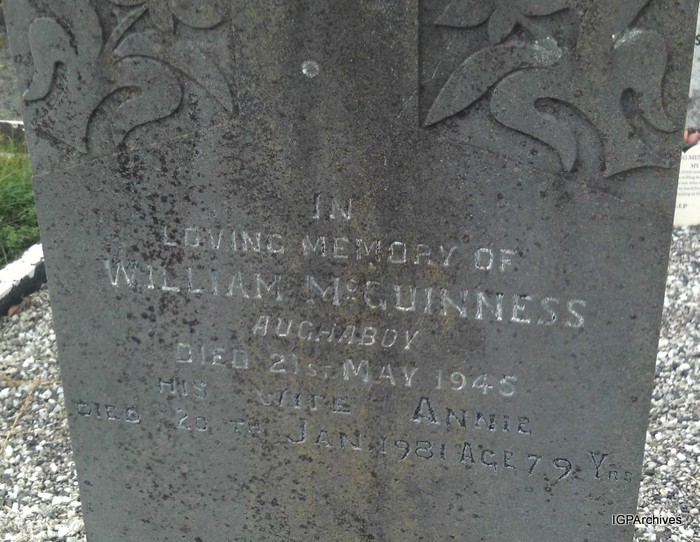 IN
LOVING MEMORY OF
WILLIAM McGUINNESS
AUGHABOY
DIED 21ST MAY 1945
HIS WIFE ANNIE
DIED 20TH JAN 1981 AGE 79 YRS
IGPArchives